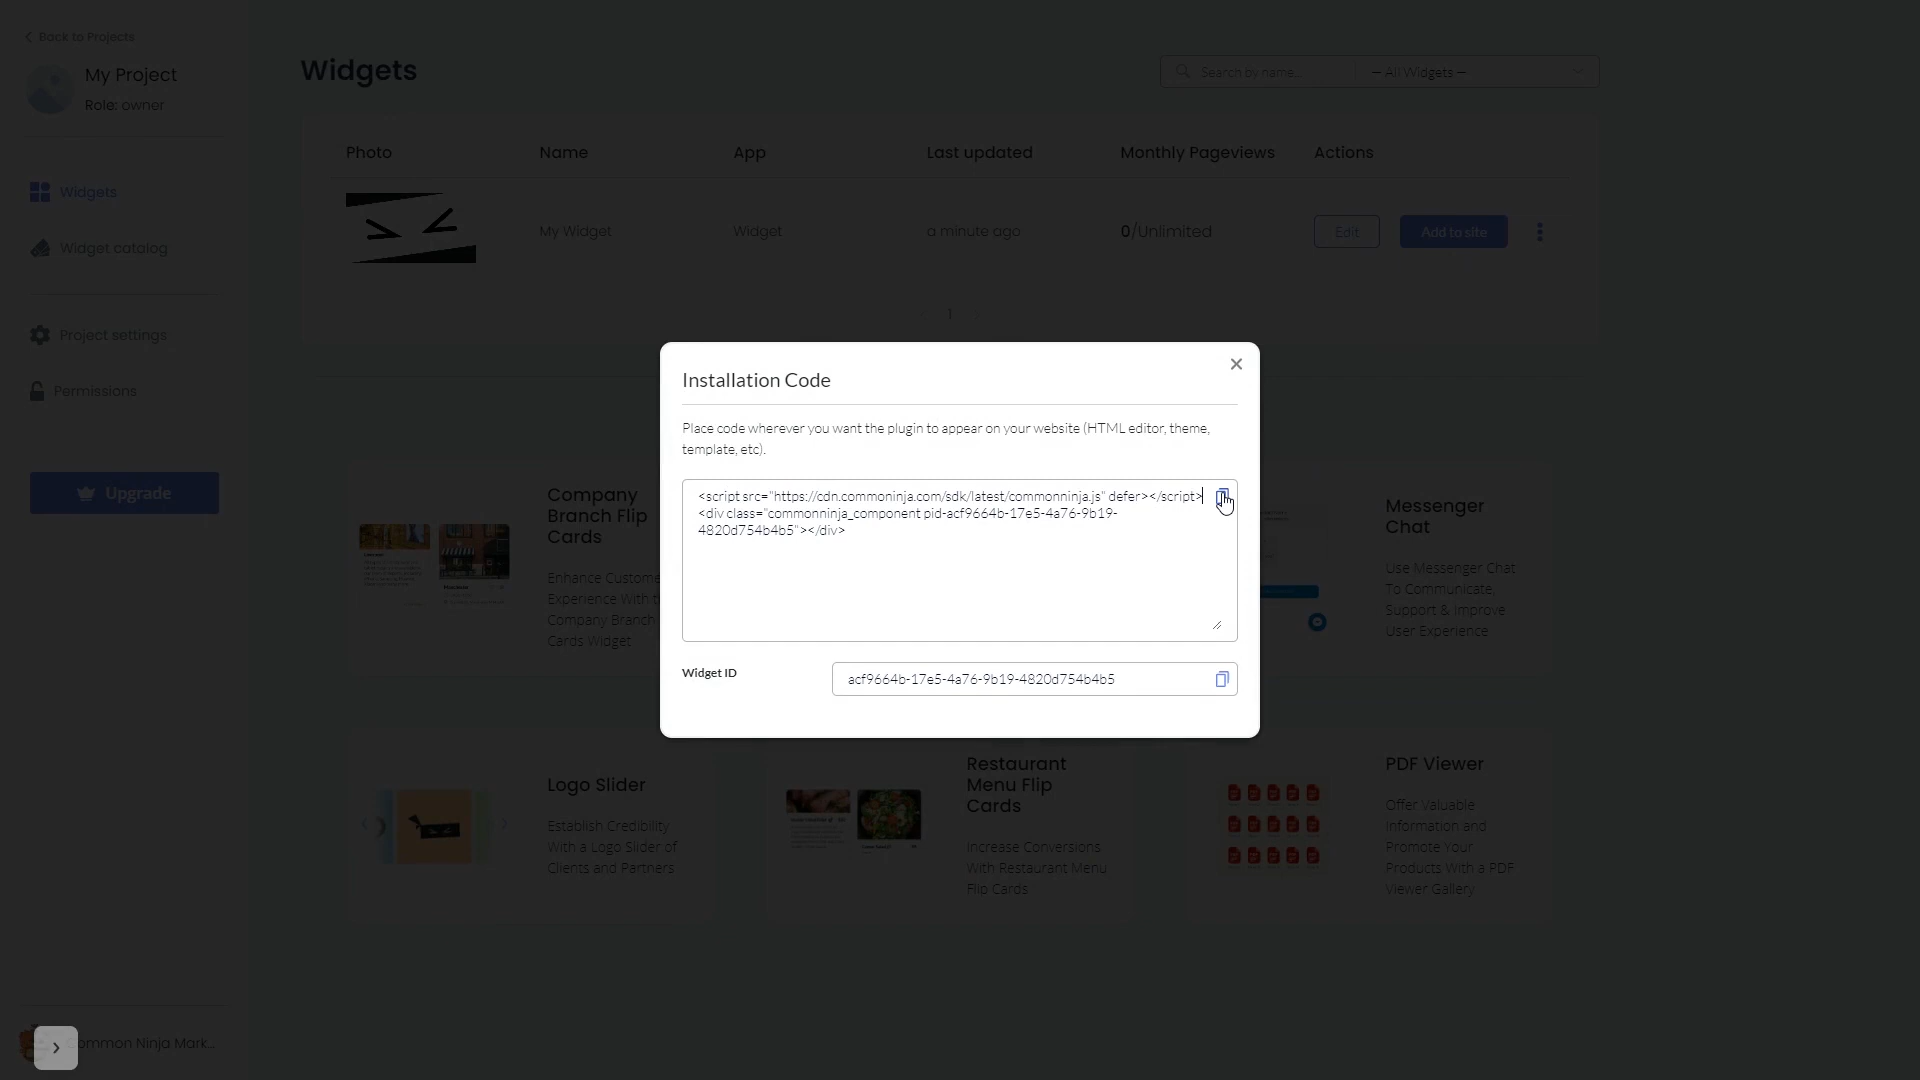 Back to Projects
My Project
Role: owner
Widgets
Widget catalog
Project settings
Permissions
Upgrade
Common Ninja Mark...
Widgets
Search by name...
— All Widgets —
Photo
Name
App
Last updated
Monthly Pageviews
Actions
My Widget
Widget
a minute ago
0/Unlimited
Edit
Add to site
1
Installation Code
Place code wherever you want the plugin to appear on your website (HTML editor, theme,
template, etc).
<script src="https://cdn.commoninja.com/sdk/latest/commonninja.js" defer></script>
<div class="commonninja_component pid-acf9664b-17e5-4a76-9b19-
4820d754b4b5"></div>
Widget ID
acf9664b-17e5-4a76-9b19-4820d754b4b5
Company
Branch Flip
Cards
Enhance Custome
Experience With
Company Branch
Cards Widget
Messenger
Chat
Use Messenger Chat
To Communicate,
Support & Improve
User Experience
Logo Slider
Establish Credibility
With a Logo Slider of
Clients and Partners
Restaurant
Menu Flip
Cards
Increase Conversions
With Restaurant Menu
Flip Cards
PDF Viewer
Offer Valuable
Information and
Promote Your
Products With a PDF
Viewer Gallery